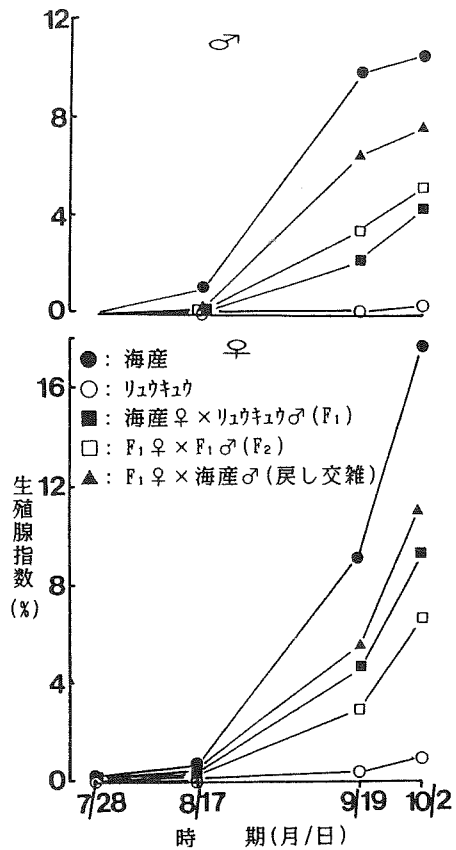 12
♂
8
4
0
♀
●: 海産
○: リュウキュウ
■: 海産♀×リュウキュウ♂(F₁)
□: F₁♀×F₁♂(F₂)
▲: F₁♀×海産♂(戻し交雑)
16
12
8
4
0
生殖腺指数(%)
7/28 8/17 9/19 10/2
時 期(月/日)